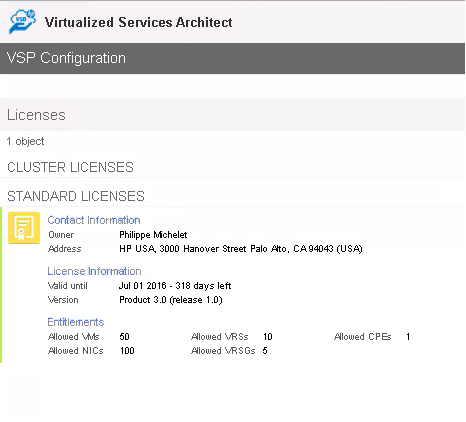 VSP
Virtualized Services Architect
VSP Configuration
Licenses
1 object
CLUSTER LICENSES
STANDARD LICENSES
Contact Information
Owner Philippe Michelet
Address HP USA, 3000 Hanover Street Palo Alto, CA 94043 (USA)
License Information
Valid until Jul 01 2016 - 318 days left
Version Product 3.0 (release 1.0)
Entitlements
Allowed VMs 50 Allowed VRSs 10 Allowed CPEs 1
Allowed NICs 100 Allowed VRSGs 5